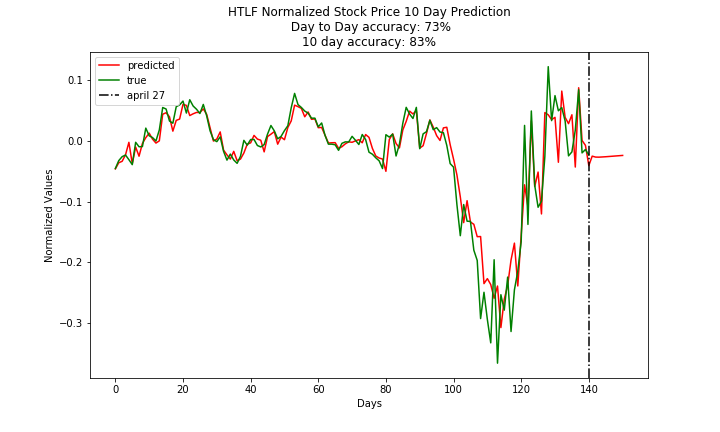 HTLF Normalized Stock Price 10 Day Prediction
Day to Day accuracy: 73%
10 day accuracy: 83%
predicted
true
april 27
Normalized Values
0.1
0.0
−0.1
−0.2
−0.3
0 20 40 60 80 100 120 140
Days